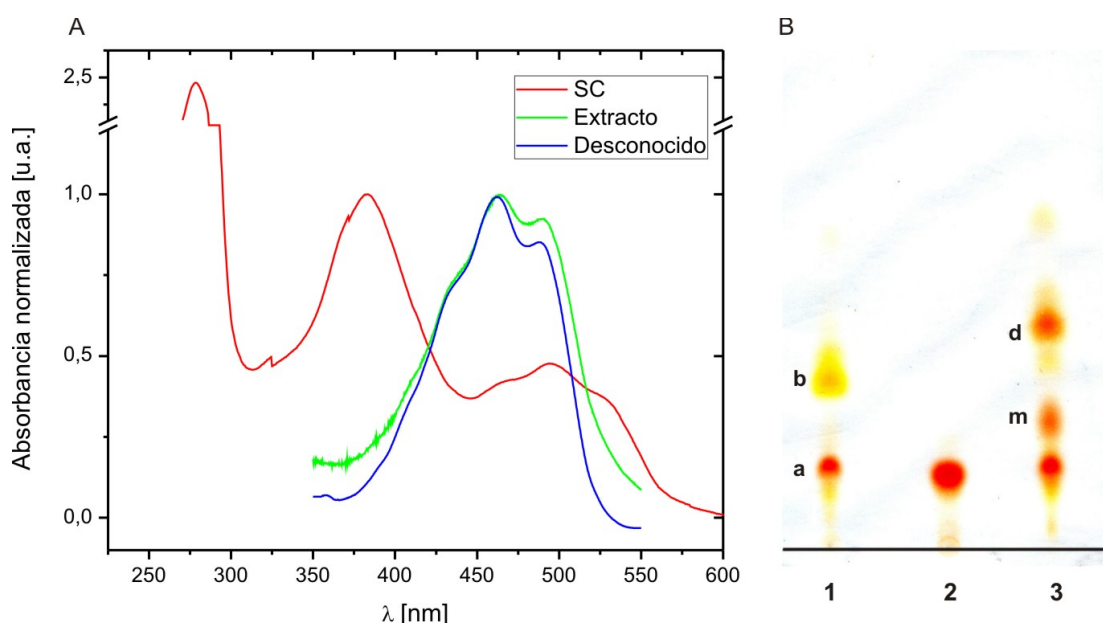 A
B
2,5
1,0
0,5
0,0
Absorbancia normalizada [u.a.]
SC
Extracto
Desconocido
250 300 350 400 450 500 550 600
λ [nm]
b
a
d
m
1 2 3